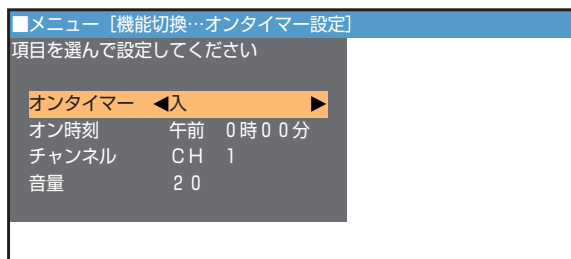 ■メニュー［機能切換…オンタイマー設定］
項目を選んで設定してください
オンタイマー ◀入 ▶
オン時刻 午前 0時00分
チャンネル CH 1
音量 20